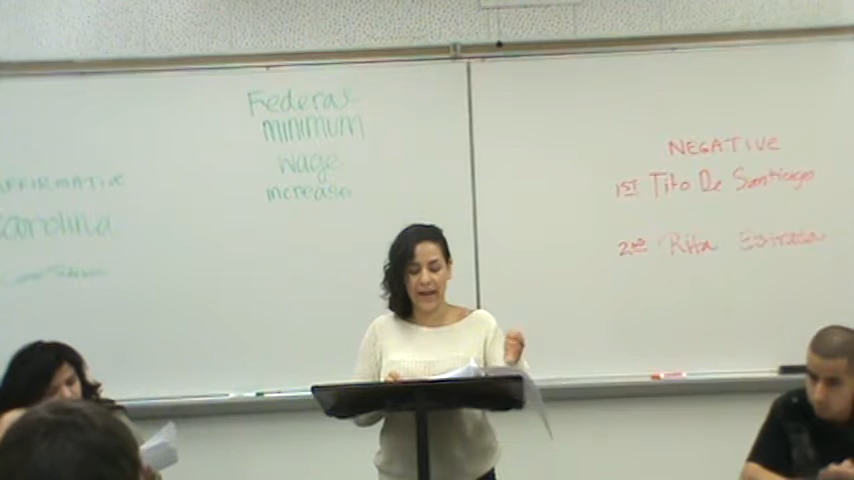 Federal
minimum
wage
increase
AFFIRMATIVE
Carolina
NEGATIVE
1ST Tito De Santiago
2ND Rita Estrada